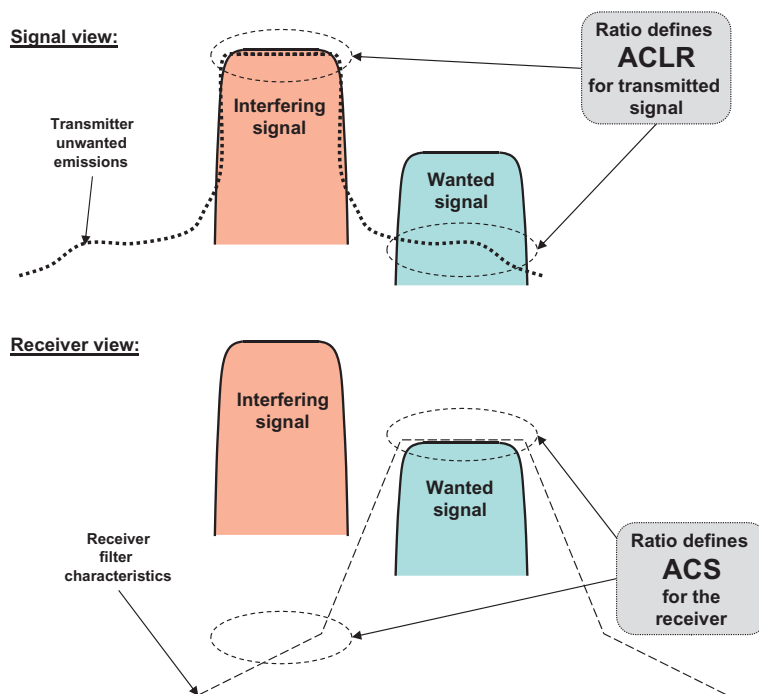 Signal view:
Ratio defines
ACLR
for transmitted
signal
Interfering
signal
Transmitter
unwanted
emissions
Wanted
signal
Receiver view:
Interfering
signal
Wanted
signal
Receiver
filter
characteristics
Ratio defines
ACS
for the
receiver